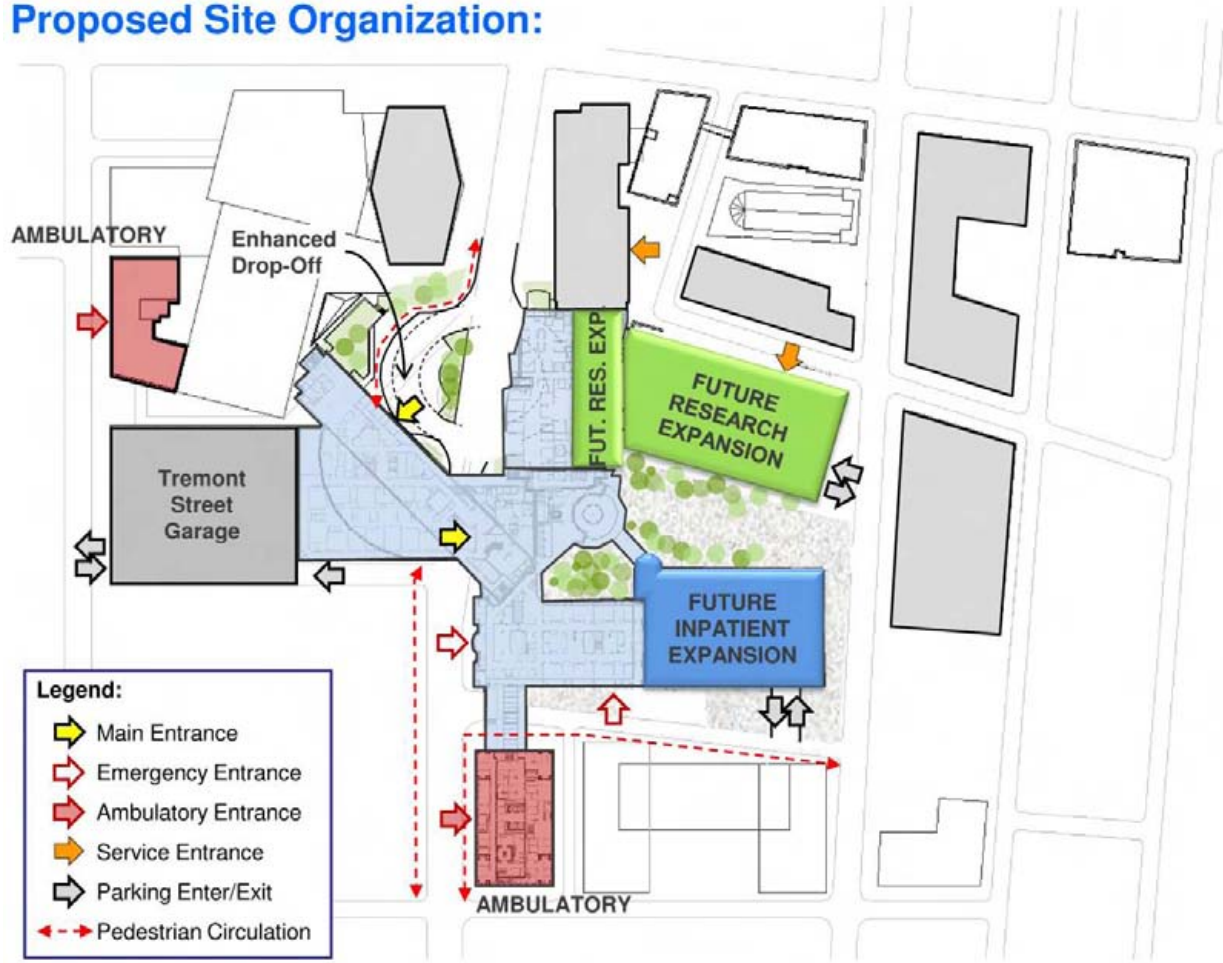 Proposed Site Organization:
AMBULATORY
Enhanced
Drop-Off
FUT. RES. EXP.
FUTURE
RESEARCH
EXPANSION
Tremont
Street
Garage
FUTURE
INPATIENT
EXPANSION
Legend:
Main Entrance
Emergency Entrance
Ambulatory Entrance
Service Entrance
Parking Enter/Exit
Pedestrian Circulation
AMBULATORY